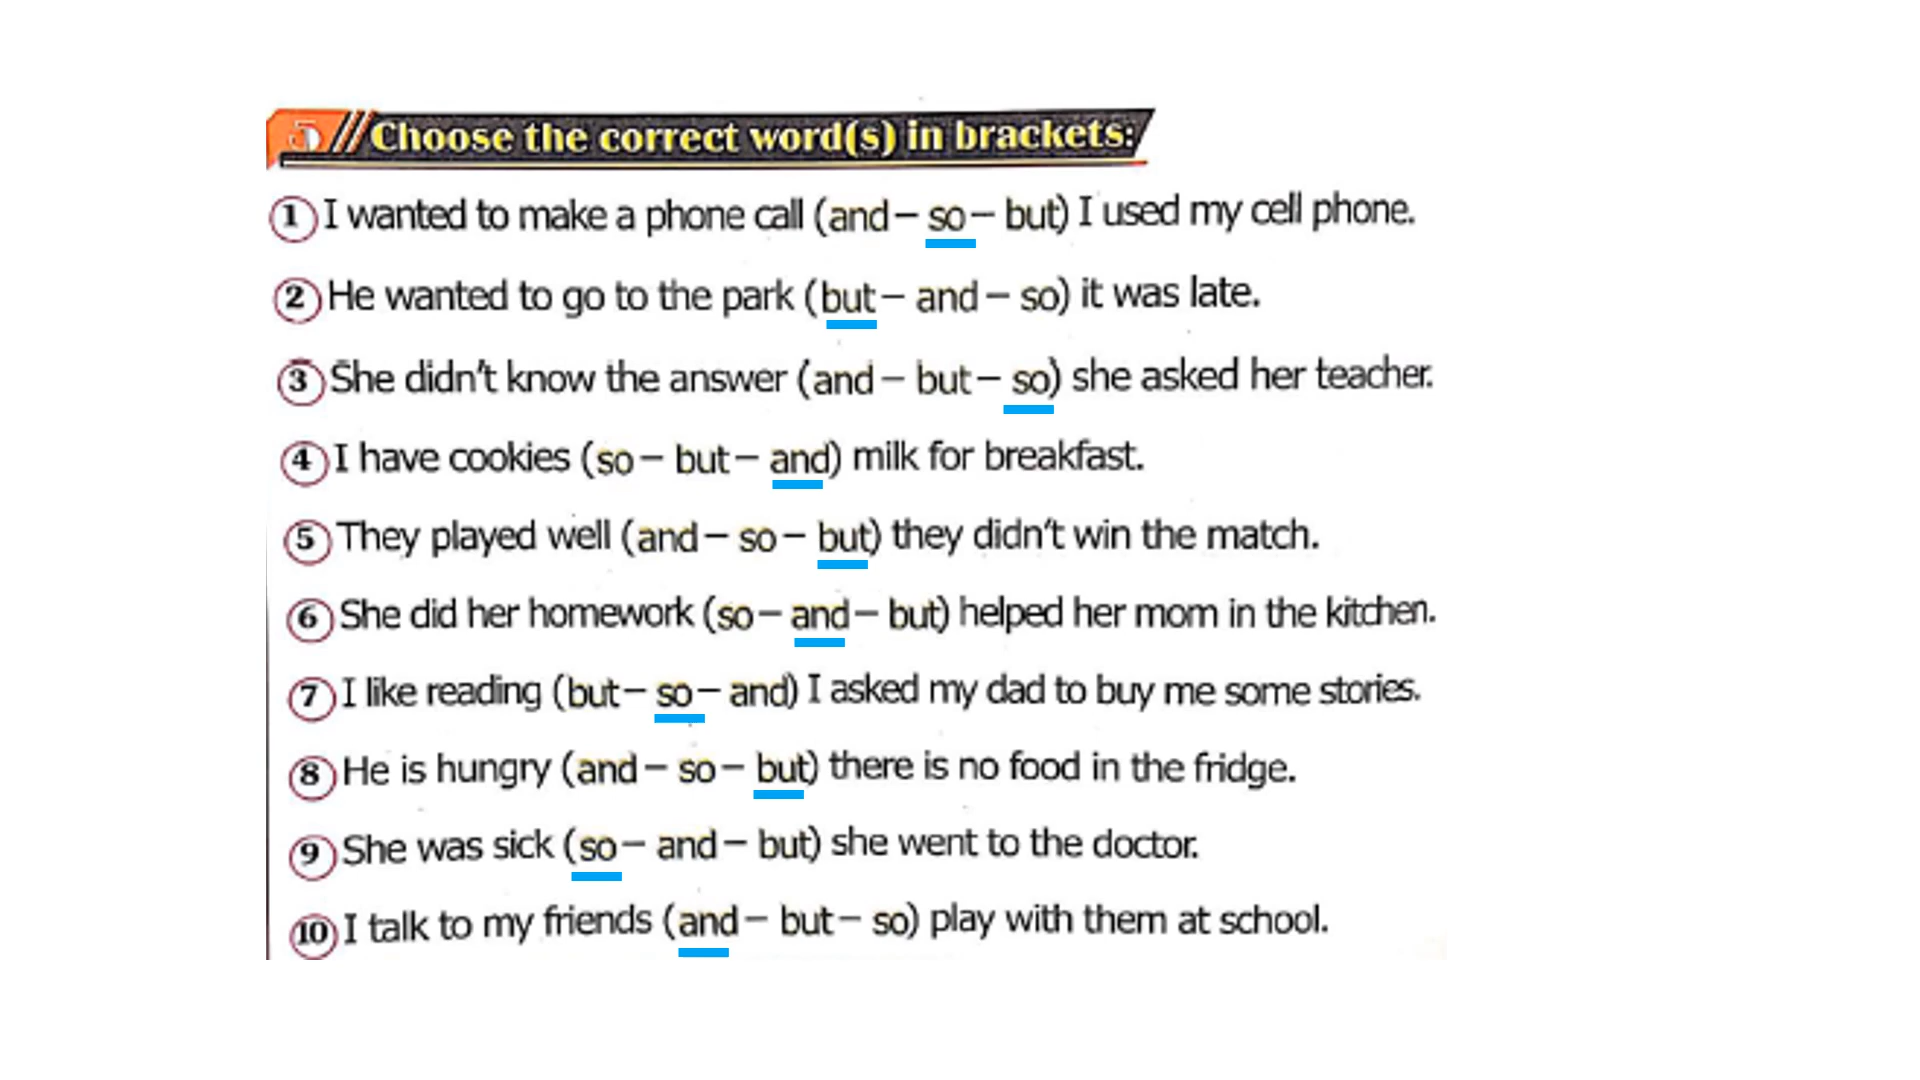 5 Choose the correct word(s) in brackets:
1 I wanted to make a phone call (and – so – but) I used my cell phone.
2 He wanted to go to the park (but – and – so) it was late.
3 She didn't know the answer (and – but – so) she asked her teacher.
4 I have cookies (so – but – and) milk for breakfast.
5 They played well (and – so – but) they didn't win the match.
6 She did her homework (so – and – but) helped her mom in the kitchen.
7 I like reading (but – so – and) I asked my dad to buy me some stories.
8 He is hungry (and – so – but) there is no food in the fridge.
9 She was sick (so – and – but) she went to the doctor.
10 I talk to my friends (and – but – so) play with them at school.